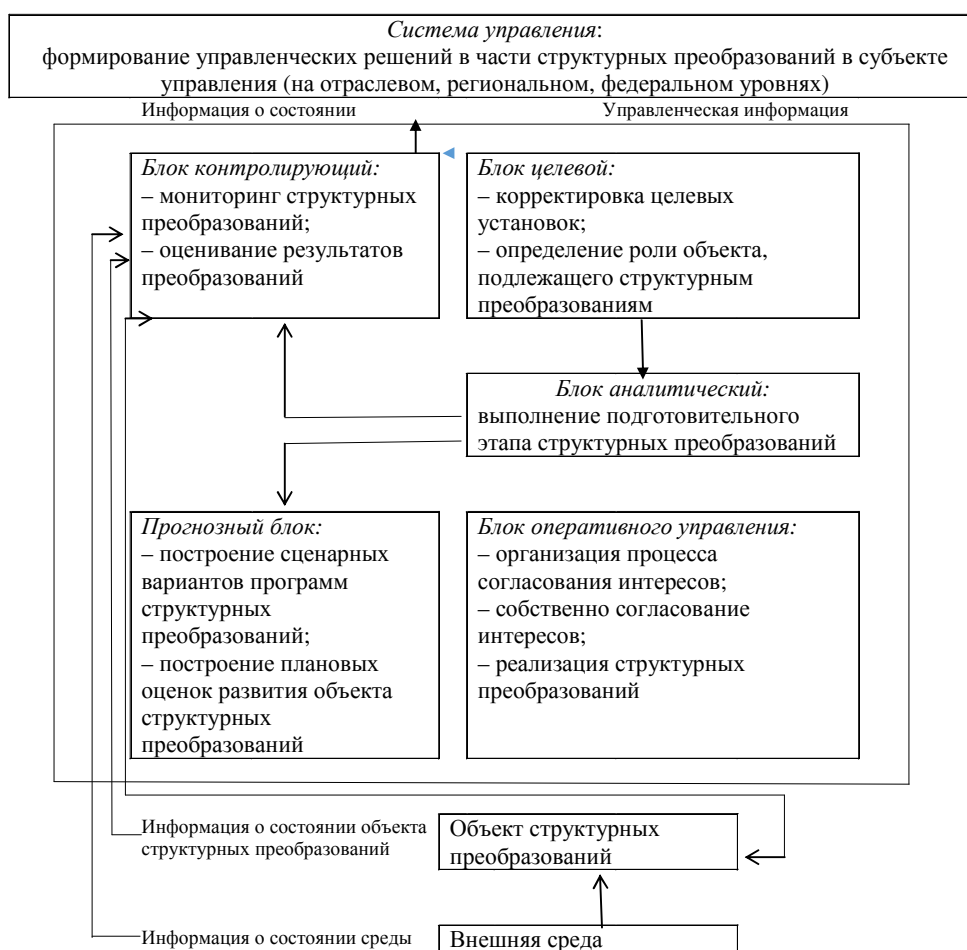 Система управления:
формирование управленческих решений в части структурных преобразований в субъекте
управления (на отраслевом, региональном, федеральном уровнях)
Информация о состоянии
Управленческая информация
Блок контролирующий:
– мониторинг структурных
преобразований;
– оценивание результатов
преобразований
Блок целевой:
– корректировка целевых
установок;
– определение роли объекта,
подлежащего структурным
преобразованиям
Блок аналитический:
выполнение подготовительного
этапа структурных преобразований
Прогнозный блок:
– построение сценарных
вариантов программ
структурных
преобразований;
– построение плановых
оценок развития объекта
структурных
преобразований
Блок оперативного управления:
– организация процесса
согласования интересов;
– собственно согласование
интересов;
– реализация структурных
преобразований
Информация о состоянии объекта
структурных преобразований
Объект структурных
преобразований
Информация о состоянии среды
Внешняя среда